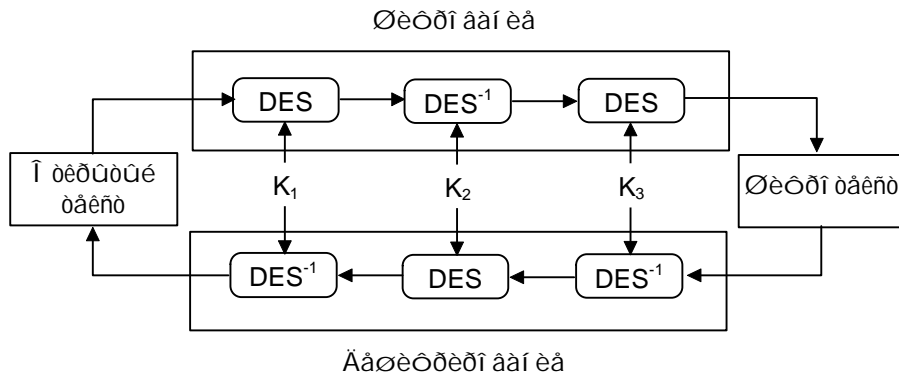 Øèôðî âàí èå
DES
DES⁻¹
DES
Î òêðûòûé
òåêñò
K₁
K₂
K₃
Øèôðî òåêñò
DES⁻¹
DES
DES⁻¹
Äåøèôðèðî âàí èå